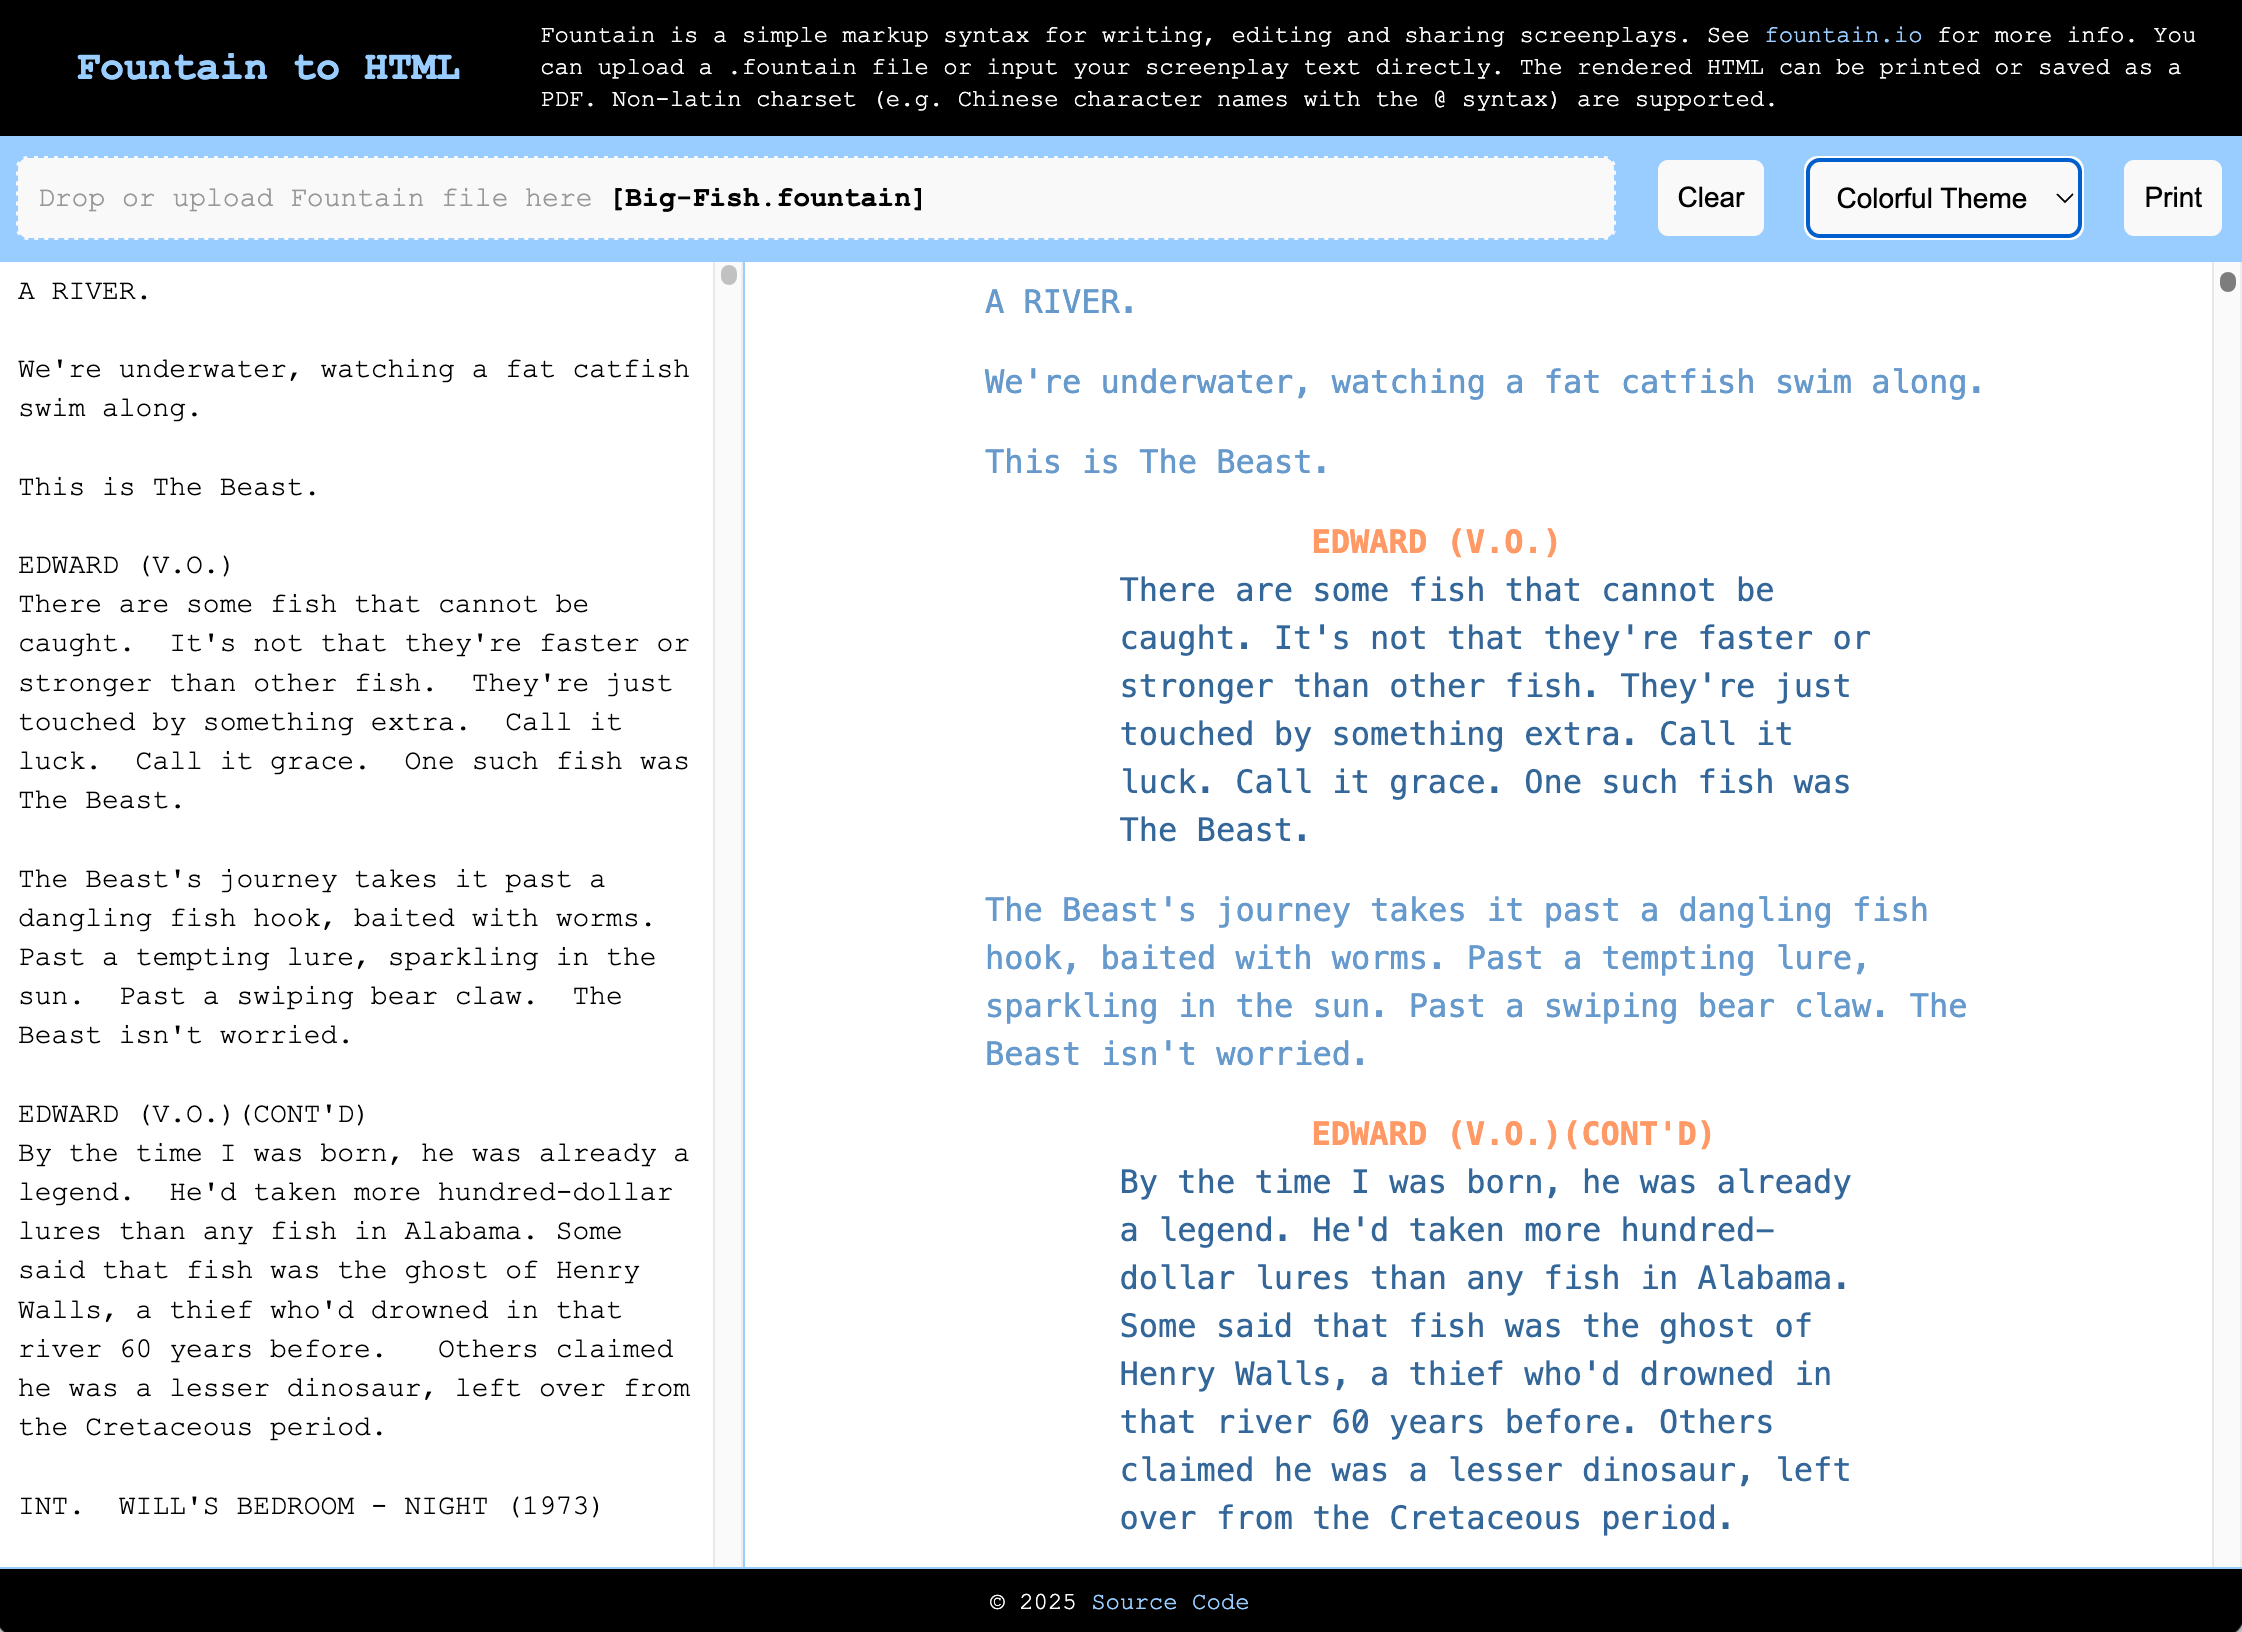 Fountain to HTML
Fountain is a simple markup syntax for writing, editing and sharing screenplays. See fountain.io for more info. You
can upload a .fountain file or input your screenplay text directly. The rendered HTML can be printed or saved as a
PDF. Non-latin charset (e.g. Chinese character names with the @ syntax) are supported.
Drop or upload Fountain file here [Big-Fish.fountain]
Clear
Colorful Theme
Print
A RIVER.
We're underwater, watching a fat catfish
swim along.
This is The Beast.
EDWARD (V.O.)
There are some fish that cannot be
caught.  It's not that they're faster or
stronger than other fish.  They're just
touched by something extra.  Call it
luck.  Call it grace.  One such fish was
The Beast.
The Beast's journey takes it past a
dangling fish hook, baited with worms.
Past a tempting lure, sparkling in the
sun.  Past a swiping bear claw.  The
Beast isn't worried.
EDWARD (V.O.)(CONT'D)
By the time I was born, he was already a
legend.  He'd taken more hundred-dollar
lures than any fish in Alabama. Some
said that fish was the ghost of Henry
Walls, a thief who'd drowned in that
river 60 years before.   Others claimed
he was a lesser dinosaur, left over from
the Cretaceous period.
INT.  WILL'S BEDROOM - NIGHT (1973)
A RIVER.
We're underwater, watching a fat catfish swim along.
This is The Beast.
EDWARD (V.O.)
There are some fish that cannot be
caught. It's not that they're faster or
stronger than other fish. They're just
touched by something extra. Call it
luck. Call it grace. One such fish was
The Beast.
The Beast's journey takes it past a dangling fish
hook, baited with worms. Past a tempting lure,
sparkling in the sun. Past a swiping bear claw. The
Beast isn't worried.
EDWARD (V.O.)(CONT'D)
By the time I was born, he was already
a legend. He'd taken more hundred-
dollar lures than any fish in Alabama.
Some said that fish was the ghost of
Henry Walls, a thief who'd drowned in
that river 60 years before. Others
claimed he was a lesser dinosaur, left
over from the Cretaceous period.
© 2025 Source Code